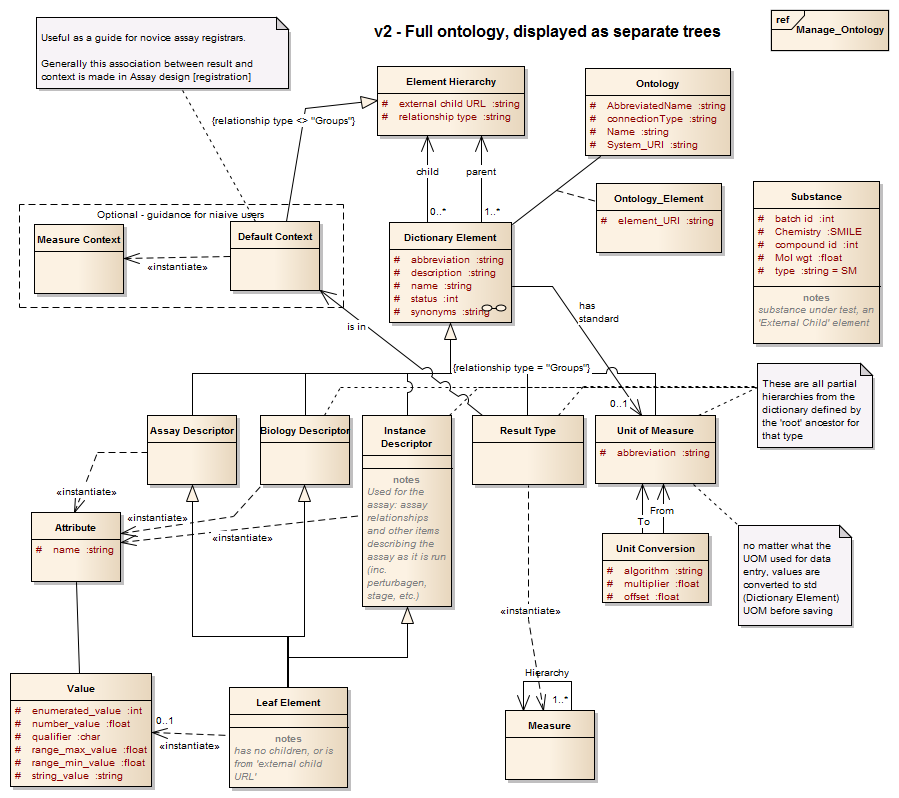 v2 - Full ontology, displayed as separate trees
ref
Manage_Ontology
Useful as a guide for novice assay registrars.
Generally this association between result and
context is made in Assay design [registration]
Element Hierarchy
# external child URL :string
# relationship type :string
Ontology
# AbbreviatedName :string
# connectionType :string
# Name :string
# System_URI :string
{relationship type <> "Groups"}
child
parent
0..*
1..*
Ontology_Element
# element_URI :string
Substance
# batch id :int
# Chemistry :SMILE
# compound id :int
# Mol wgt :float
# type :string = SM
notes
substance under test, an
'External Child' element
Optional - guidance for niaive users
Measure Context
Default Context
«instantiate»
Dictionary Element
# abbreviation :string
# description :string
# name :string
# status :int
# synonyms :string
has
standard
is in
{relationship type = "Groups"}
0..1
These are all partial
hierarchies from the
dictionary defined by
the 'root' ancestor for
that type
Assay Descriptor
Biology Descriptor
Instance
Descriptor
notes
Used for the
assay: assay
relationships
and other items
describing the
assay as it is run
(inc.
perturbagen,
stage, etc.)
Result Type
Unit of Measure
# abbreviation :string
«instantiate»
«instantiate»
«instantiate»
To
From
Attribute
# name :string
Unit Conversion
# algorithm :string
# multiplier :float
# offset :float
no matter what the
UOM used for data
entry, values are
converted to std
(Dictionary Element)
UOM before saving
«instantiate»
Hierarchy
1..*
Measure
Value
# enumerated_value :int
# number_value :float
# qualifier :char
# range_max_value :float
# range_min_value :float
# string_value :string
0..1
«instantiate»
Leaf Element
notes
has no children, or is
from 'external child
URL'